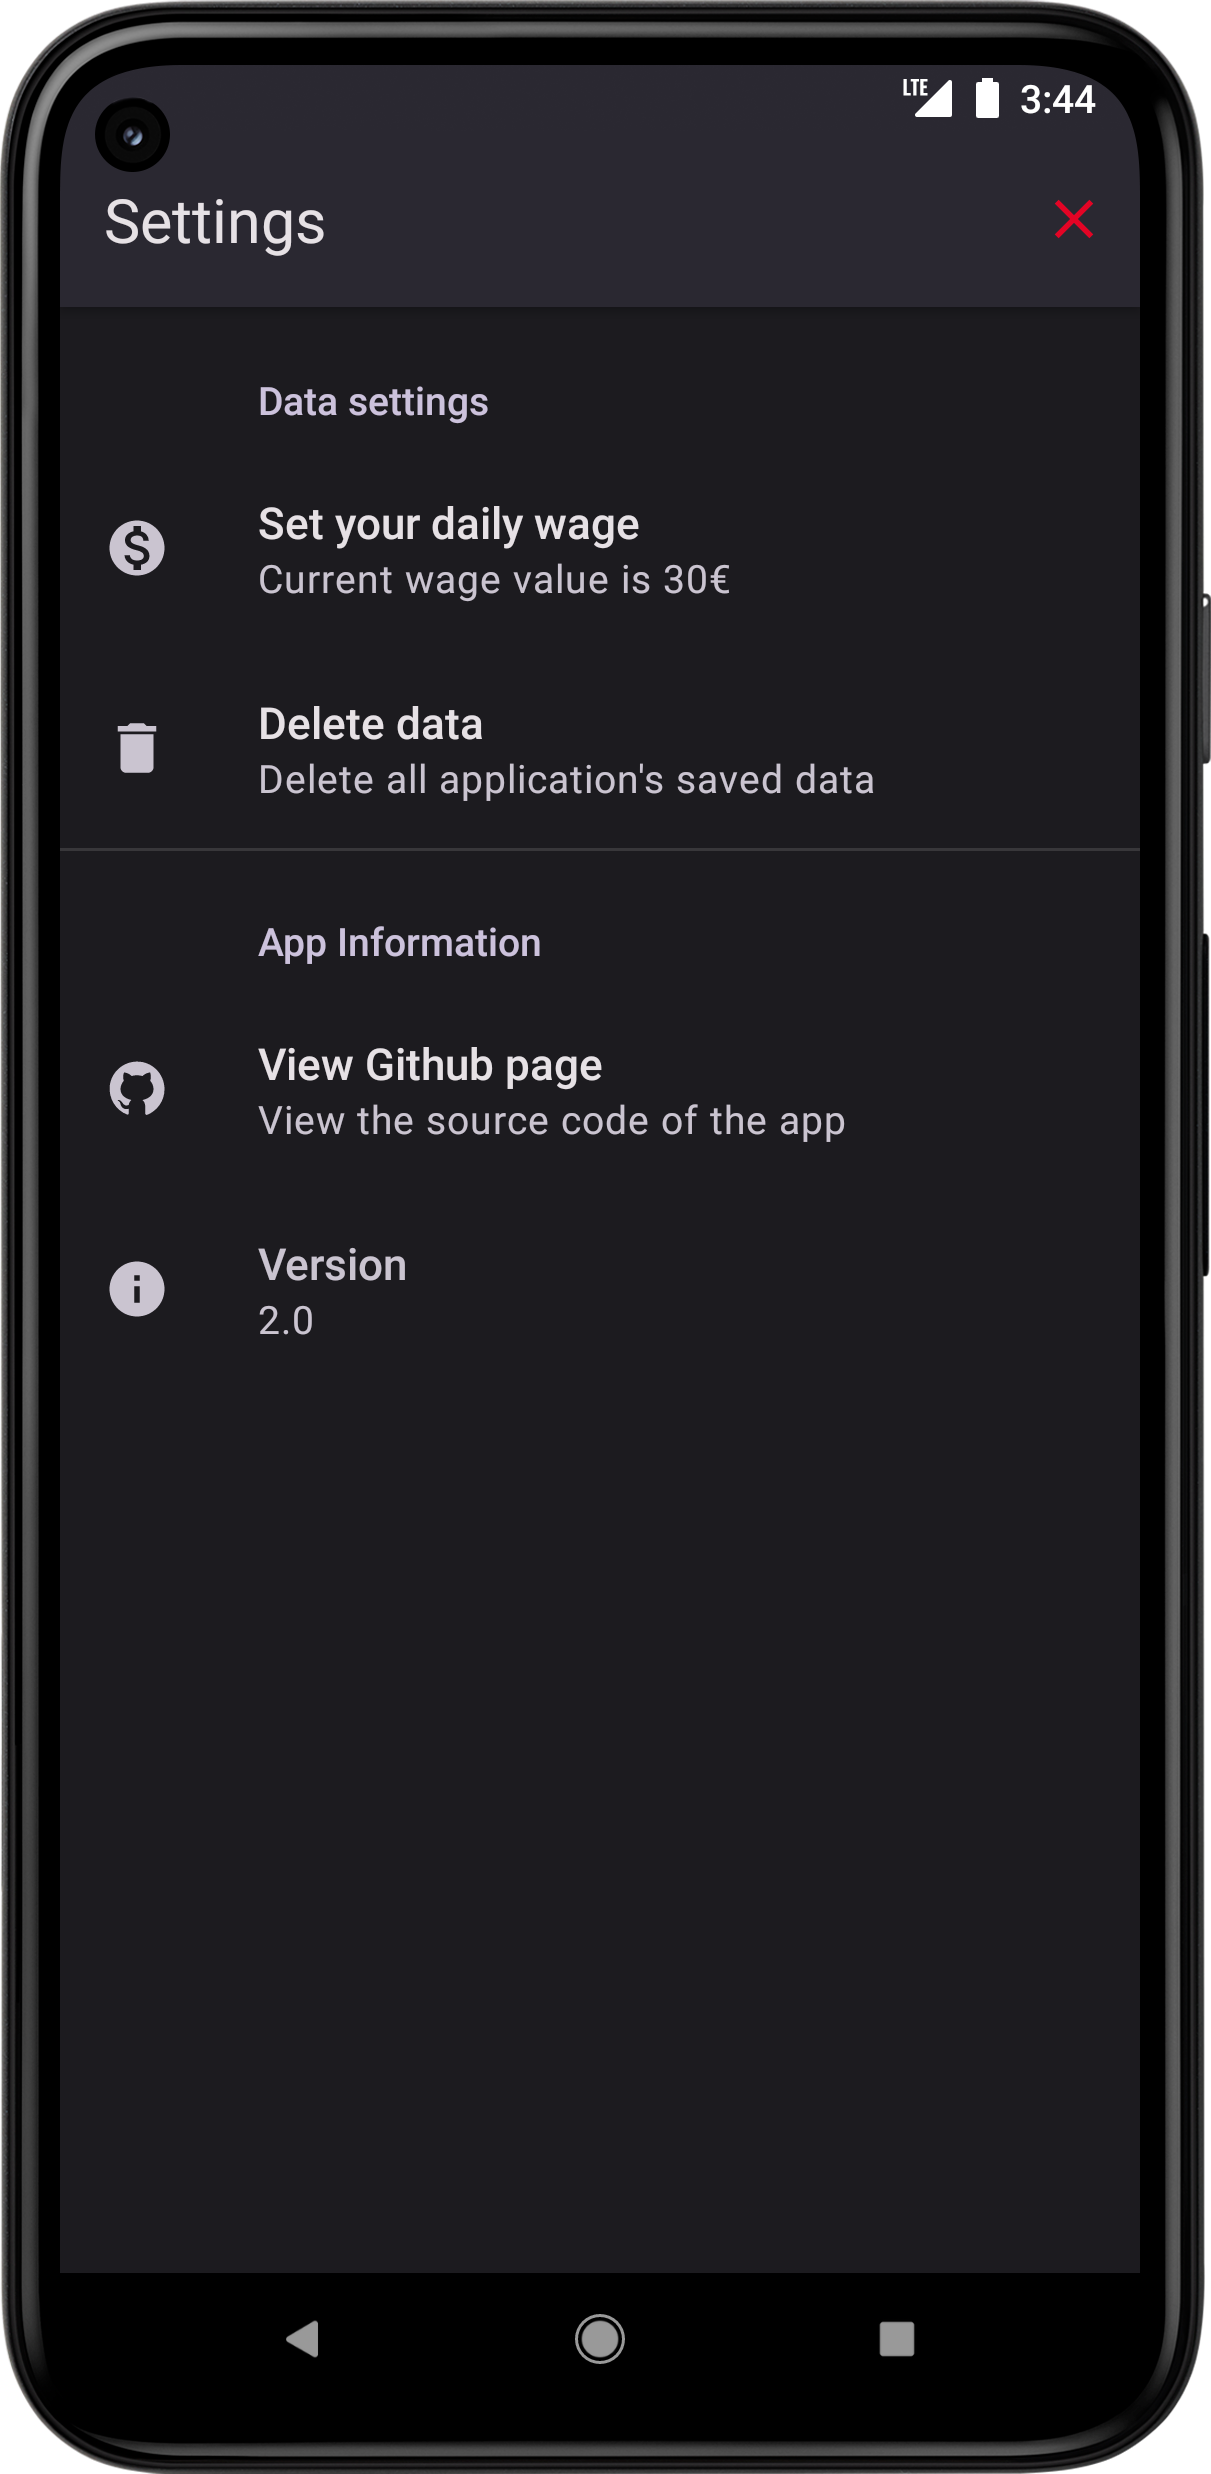 LTE 3:44
Settings
Data settings
Set your daily wage
Current wage value is 30€
Delete data
Delete all application's saved data
App Information
View Github page
View the source code of the app
Version
2.0